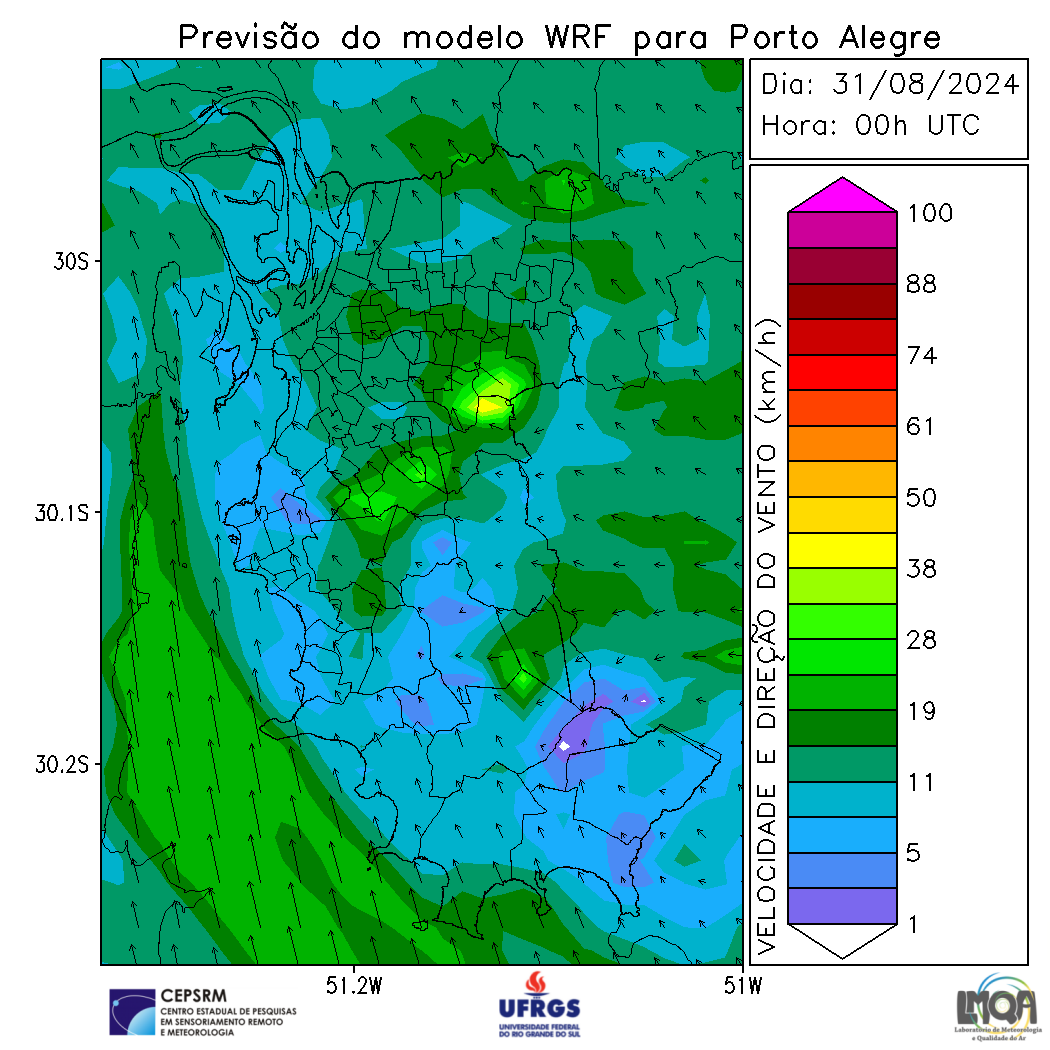 Previsão do modelo WRF para Porto Alegre
Dia: 31/08/2024
Hora: 00h UTC
30S
30.1S
30.2S
51.2W
51W
VELOCIDADE E DIREÇÃO DO VENTO (km/h)
100
88
74
61
50
38
28
19
11
5
1
CEPSRM
CENTRO ESTADUAL DE PESQUISAS
EM SENSORIAMENTO REMOTO
E METEOROLOGIA
UFRGS
UNIVERSIDADE FEDERAL
DO RIO GRANDE DO SUL
LMQA
Laboratório de Meteorologia
e Qualidade do Ar